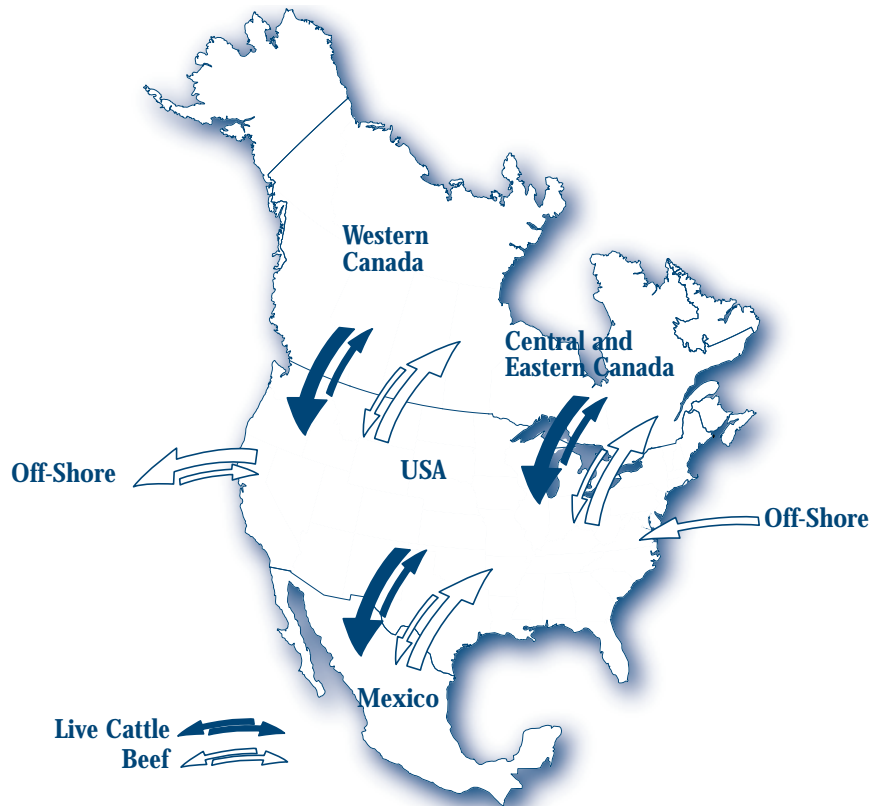 Western
Canada
Central and
Eastern Canada
Off-Shore
USA
Off-Shore
Mexico
Live Cattle
Beef